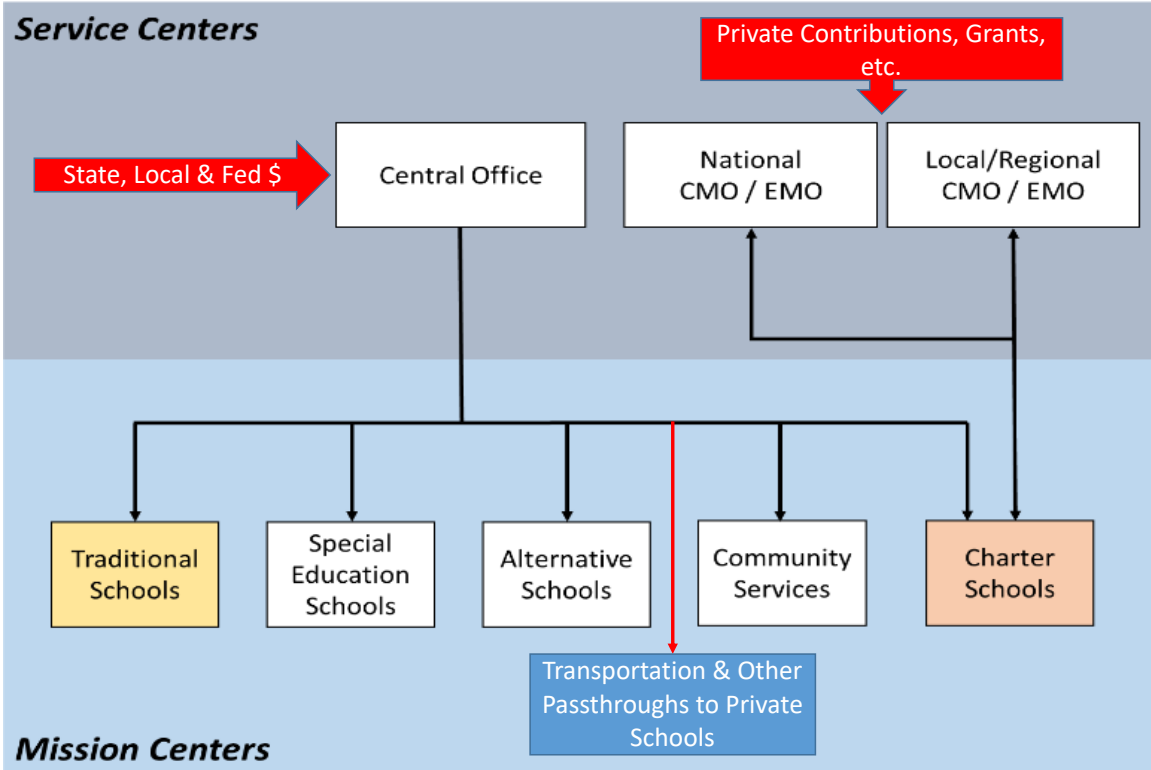 Service Centers
Private Contributions, Grants,
etc.
State, Local & Fed $
Central Office
National
CMO / EMO
Local/Regional
CMO / EMO
Traditional
Schools
Special
Education
Schools
Alternative
Schools
Community
Services
Charter
Schools
Transportation & Other
Passthroughs to Private
Schools
Mission Centers